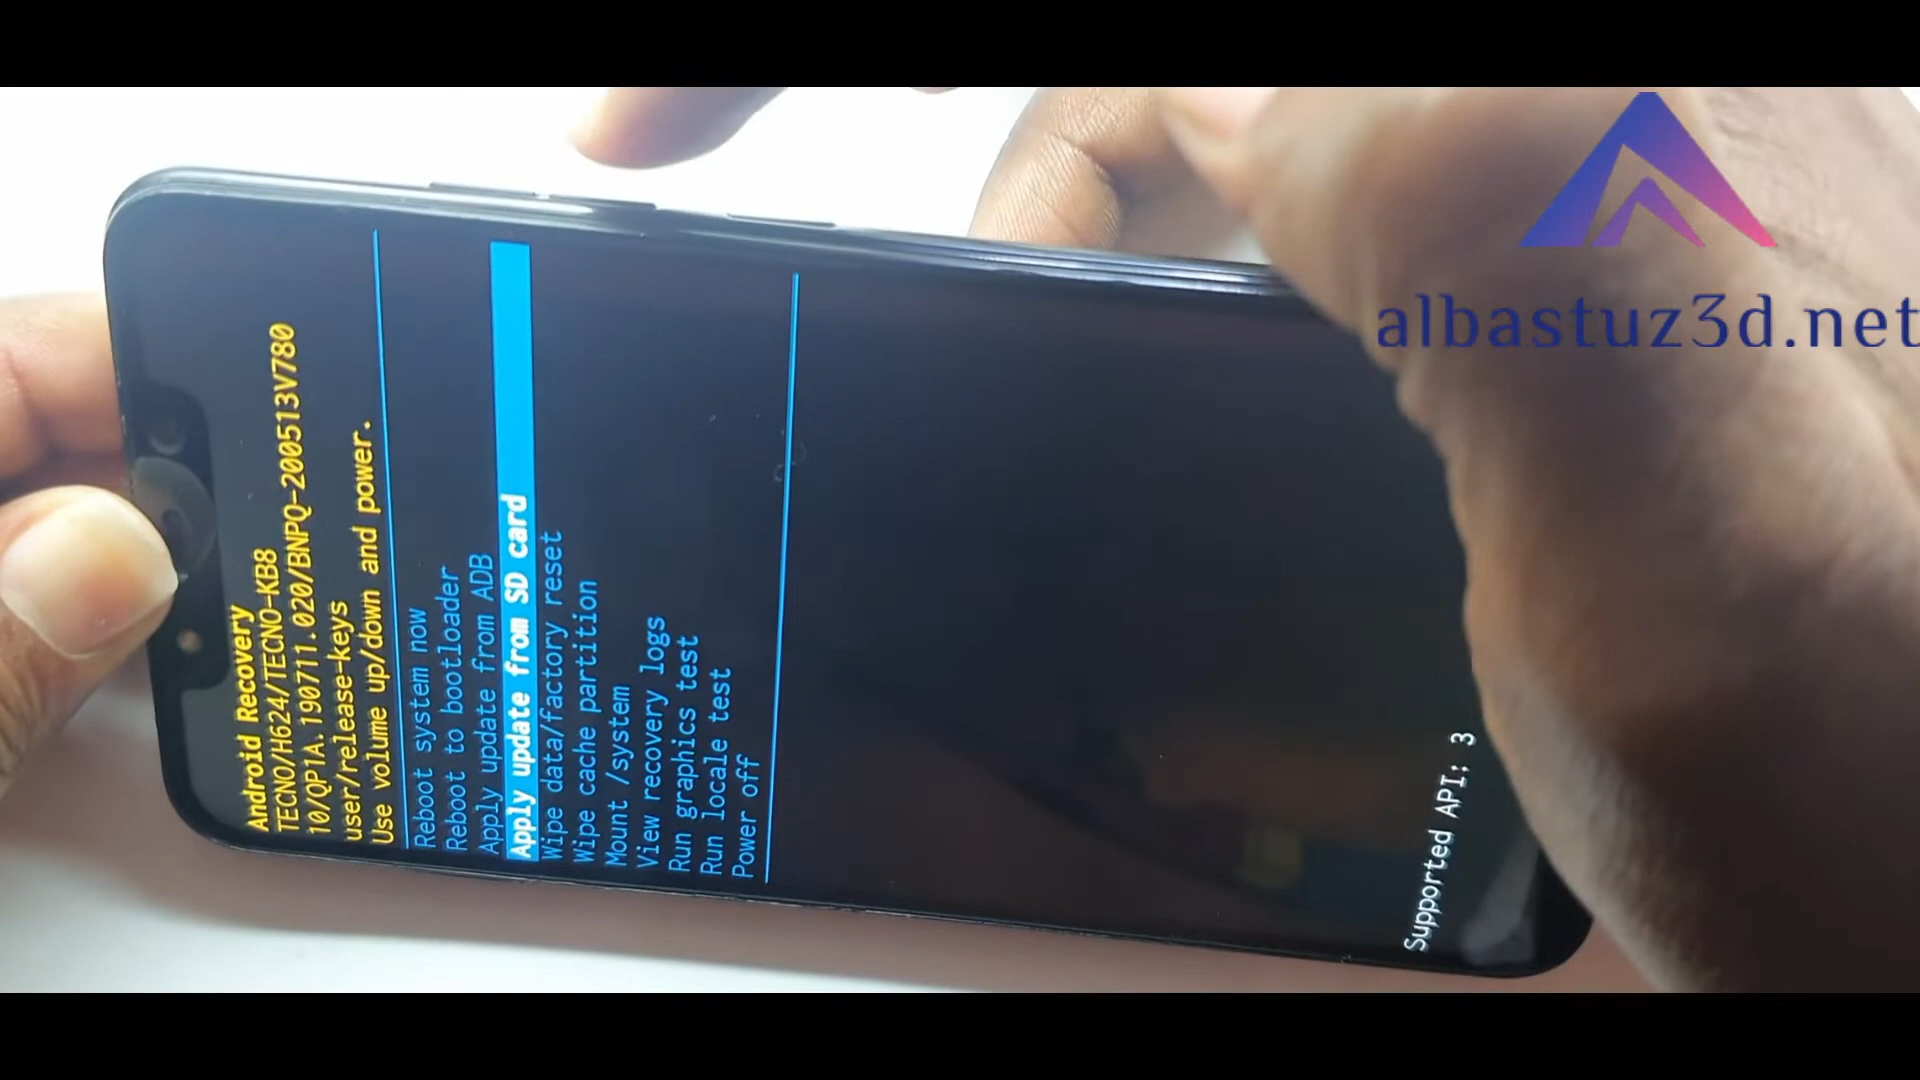 Android Recovery
TECNO/H624/TECNO-KB8
10/QP1A.190711.020/BNPQ-200513V780
user/release-keys
Use volume up/down and power.
Reboot system now
Reboot to bootloader
Apply update from ADB
Apply update from SD card
Wipe data/factory reset
Wipe cache partition
Mount /system
View recovery logs
Run graphics test
Run locale test
Power off
Supported API: 3
albastuz3d.net